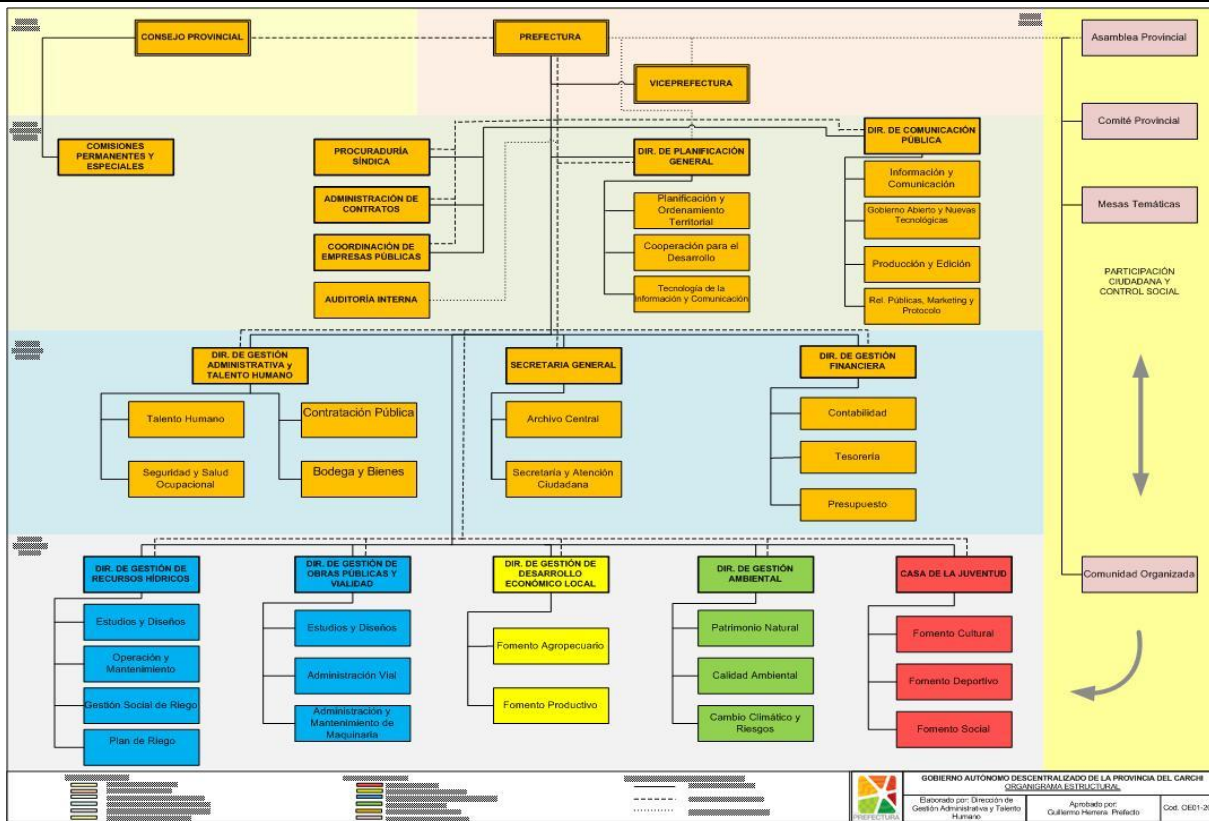 CONSEJO PROVINCIAL
PREFECTURA
Asamblea Provincial
VICEPREFECTURA
Comité Provincial
COMISIONES
PERMANENTES Y
ESPECIALES
PROCURADURÍA
SÍNDICA
DIR. DE PLANIFICACIÓN
GENERAL
DIR. DE COMUNICACIÓN
PÚBLICA
ADMINISTRACIÓN DE
CONTRATOS
Planificación y
Ordenamiento
Territorial
Información y
Comunicación
Mesas Temáticas
Gobierno Abierto y Nuevas
Tecnológicas
COORDINACIÓN DE
EMPRESAS PÚBLICAS
Cooperación para el
Desarrollo
Producción y Edición
AUDITORÍA INTERNA
Tecnología de la
Información y Comunicación
Rel. Públicas, Marketing y
Protocolo
PARTICIPACIÓN
CIUDADANA Y
CONTROL SOCIAL
DIR. DE GESTIÓN
ADMINISTRATIVA y
TALENTO HUMANO
SECRETARIA GENERAL
DIR. DE GESTIÓN
FINANCIERA
Talento Humano
Contratación Pública
Archivo Central
Contabilidad
Seguridad y Salud
Ocupacional
Bodega y Bienes
Secretaría y Atención
Ciudadana
Tesorería
Presupuesto
DIR. DE GESTIÓN DE
RECURSOS HÍDRICOS
DIR. DE GESTIÓN DE
OBRAS PÚBLICAS Y
VIALIDAD
DIR. DE GESTIÓN DE
DESARROLLO
ECONÓMICO LOCAL
DIR. DE GESTIÓN
AMBIENTAL
CASA DE LA JUVENTUD
Comunidad Organizada
Estudios y Diseños
Operación y
Mantenimiento
Gestión Social de Riego
Plan de Riego
Estudios y Diseños
Administración Vial
Administración y
Mantenimiento de
Maquinaria
Fomento Agropecuario
Fomento Productivo
Patrimonio Natural
Calidad Ambiental
Cambio Climático y
Riesgos
Fomento Cultural
Fomento Deportivo
Fomento Social
PREFECTURA
GOBIERNO AUTÓNOMO DESCENTRALIZADO DE LA PROVINCIA DEL CARCHI
ORGANIGRAMA ESTRUCTURAL
Elaborado por: Dirección de
Gestión Administrativa y Talento
Humano
Aprobado por:
Guillermo Herrera Prefecto
Cod. OE01-20